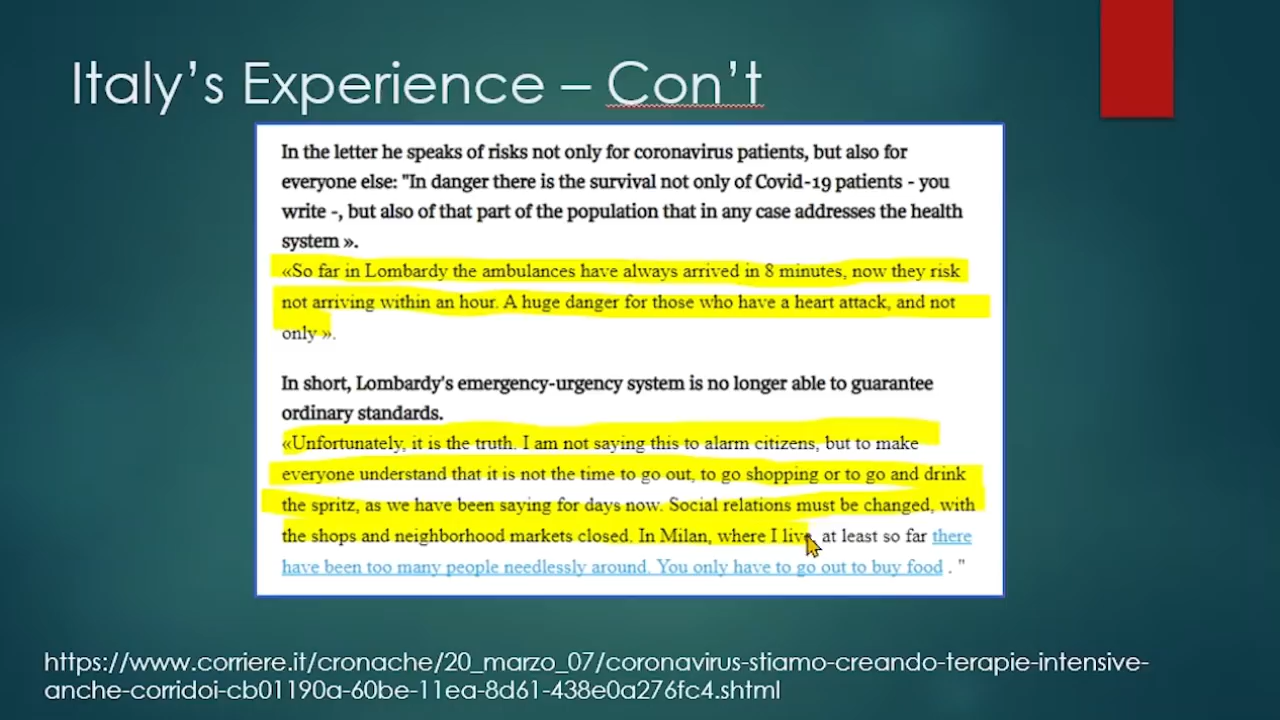 Italy’s Experience – Con’t
In the letter he speaks of risks not only for coronavirus patients, but also for
everyone else: "In danger there is the survival not only of Covid-19 patients - you
write -, but also of that part of the population that in any case addresses the health
system ».
«So far in Lombardy the ambulances have always arrived in 8 minutes, now they risk
not arriving within an hour. A huge danger for those who have a heart attack, and not
only ».
In short, Lombardy's emergency-urgency system is no longer able to guarantee
ordinary standards.
«Unfortunately, it is the truth. I am not saying this to alarm citizens, but to make
everyone understand that it is not the time to go out, to go shopping or to go and drink
the spritz, as we have been saying for days now. Social relations must be changed, with
the shops and neighborhood markets closed. In Milan, where I live, at least so far there
have been too many people needlessly around. You only have to go out to buy food . "
https://www.corriere.it/cronache/20_marzo_07/coronavirus-stiamo-creando-terapie-intensive-
anche-corridoi-cb01190a-60be-11ea-8d61-438e0a276fc4.shtml